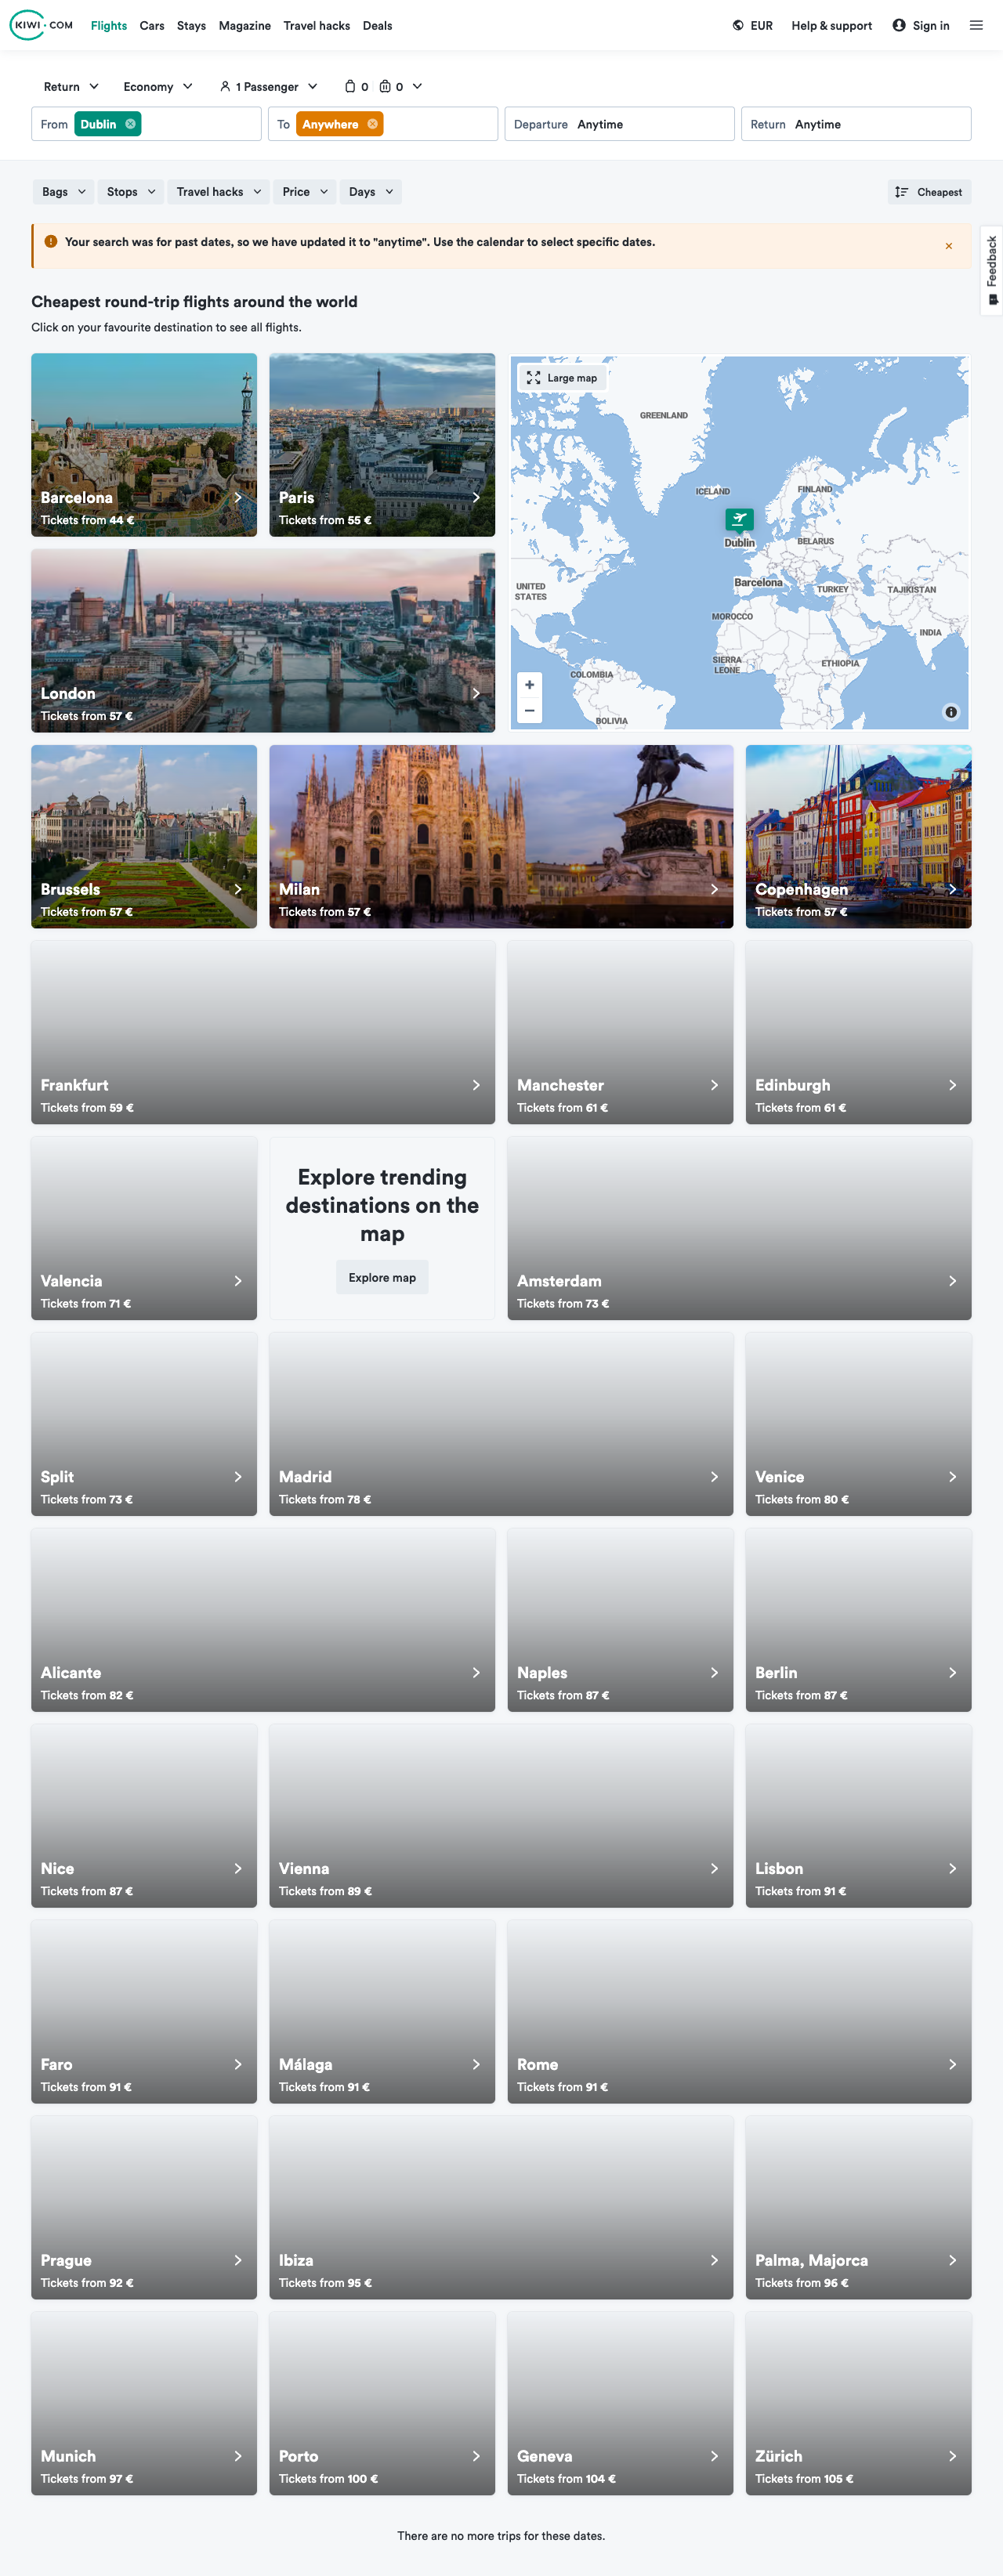 KIWI.COM Flights Cars Stays Magazine Travel hacks Deals EUR Help & support Sign in
Return Economy 1 Passenger 0 0
From Dublin To Anywhere Departure Anytime Return Anytime
Bags Stops Travel hacks Price Days Cheapest
Your search was for past dates, so we have updated it to "anytime". Use the calendar to select specific dates.
Feedback
Cheapest round-trip flights around the world
Click on your favourite destination to see all flights.
Barcelona
Tickets from 44 €
Paris
Tickets from 55 €
Large map
GREENLAND
ICELAND
FINLAND
Dublin
BELARUS
Barcelona
UNITED
STATES
TURKEY
TAJIKISTAN
MOROCCO
INDIA
SIERRA
LEONE
ETHIOPIA
COLOMBIA
BOLIVIA
London
Tickets from 57 €
Brussels
Tickets from 57 €
Milan
Tickets from 57 €
Copenhagen
Tickets from 57 €
Frankfurt
Tickets from 59 €
Manchester
Tickets from 61 €
Edinburgh
Tickets from 61 €
Valencia
Tickets from 71 €
Explore trending
destinations on the
map
Explore map
Amsterdam
Tickets from 73 €
Split
Tickets from 73 €
Madrid
Tickets from 78 €
Venice
Tickets from 80 €
Alicante
Tickets from 82 €
Naples
Tickets from 87 €
Berlin
Tickets from 87 €
Nice
Tickets from 87 €
Vienna
Tickets from 89 €
Lisbon
Tickets from 91 €
Faro
Tickets from 91 €
Málaga
Tickets from 91 €
Rome
Tickets from 91 €
Prague
Tickets from 92 €
Ibiza
Tickets from 95 €
Palma, Majorca
Tickets from 96 €
Munich
Tickets from 97 €
Porto
Tickets from 100 €
Geneva
Tickets from 104 €
Zürich
Tickets from 105 €
There are no more trips for these dates.